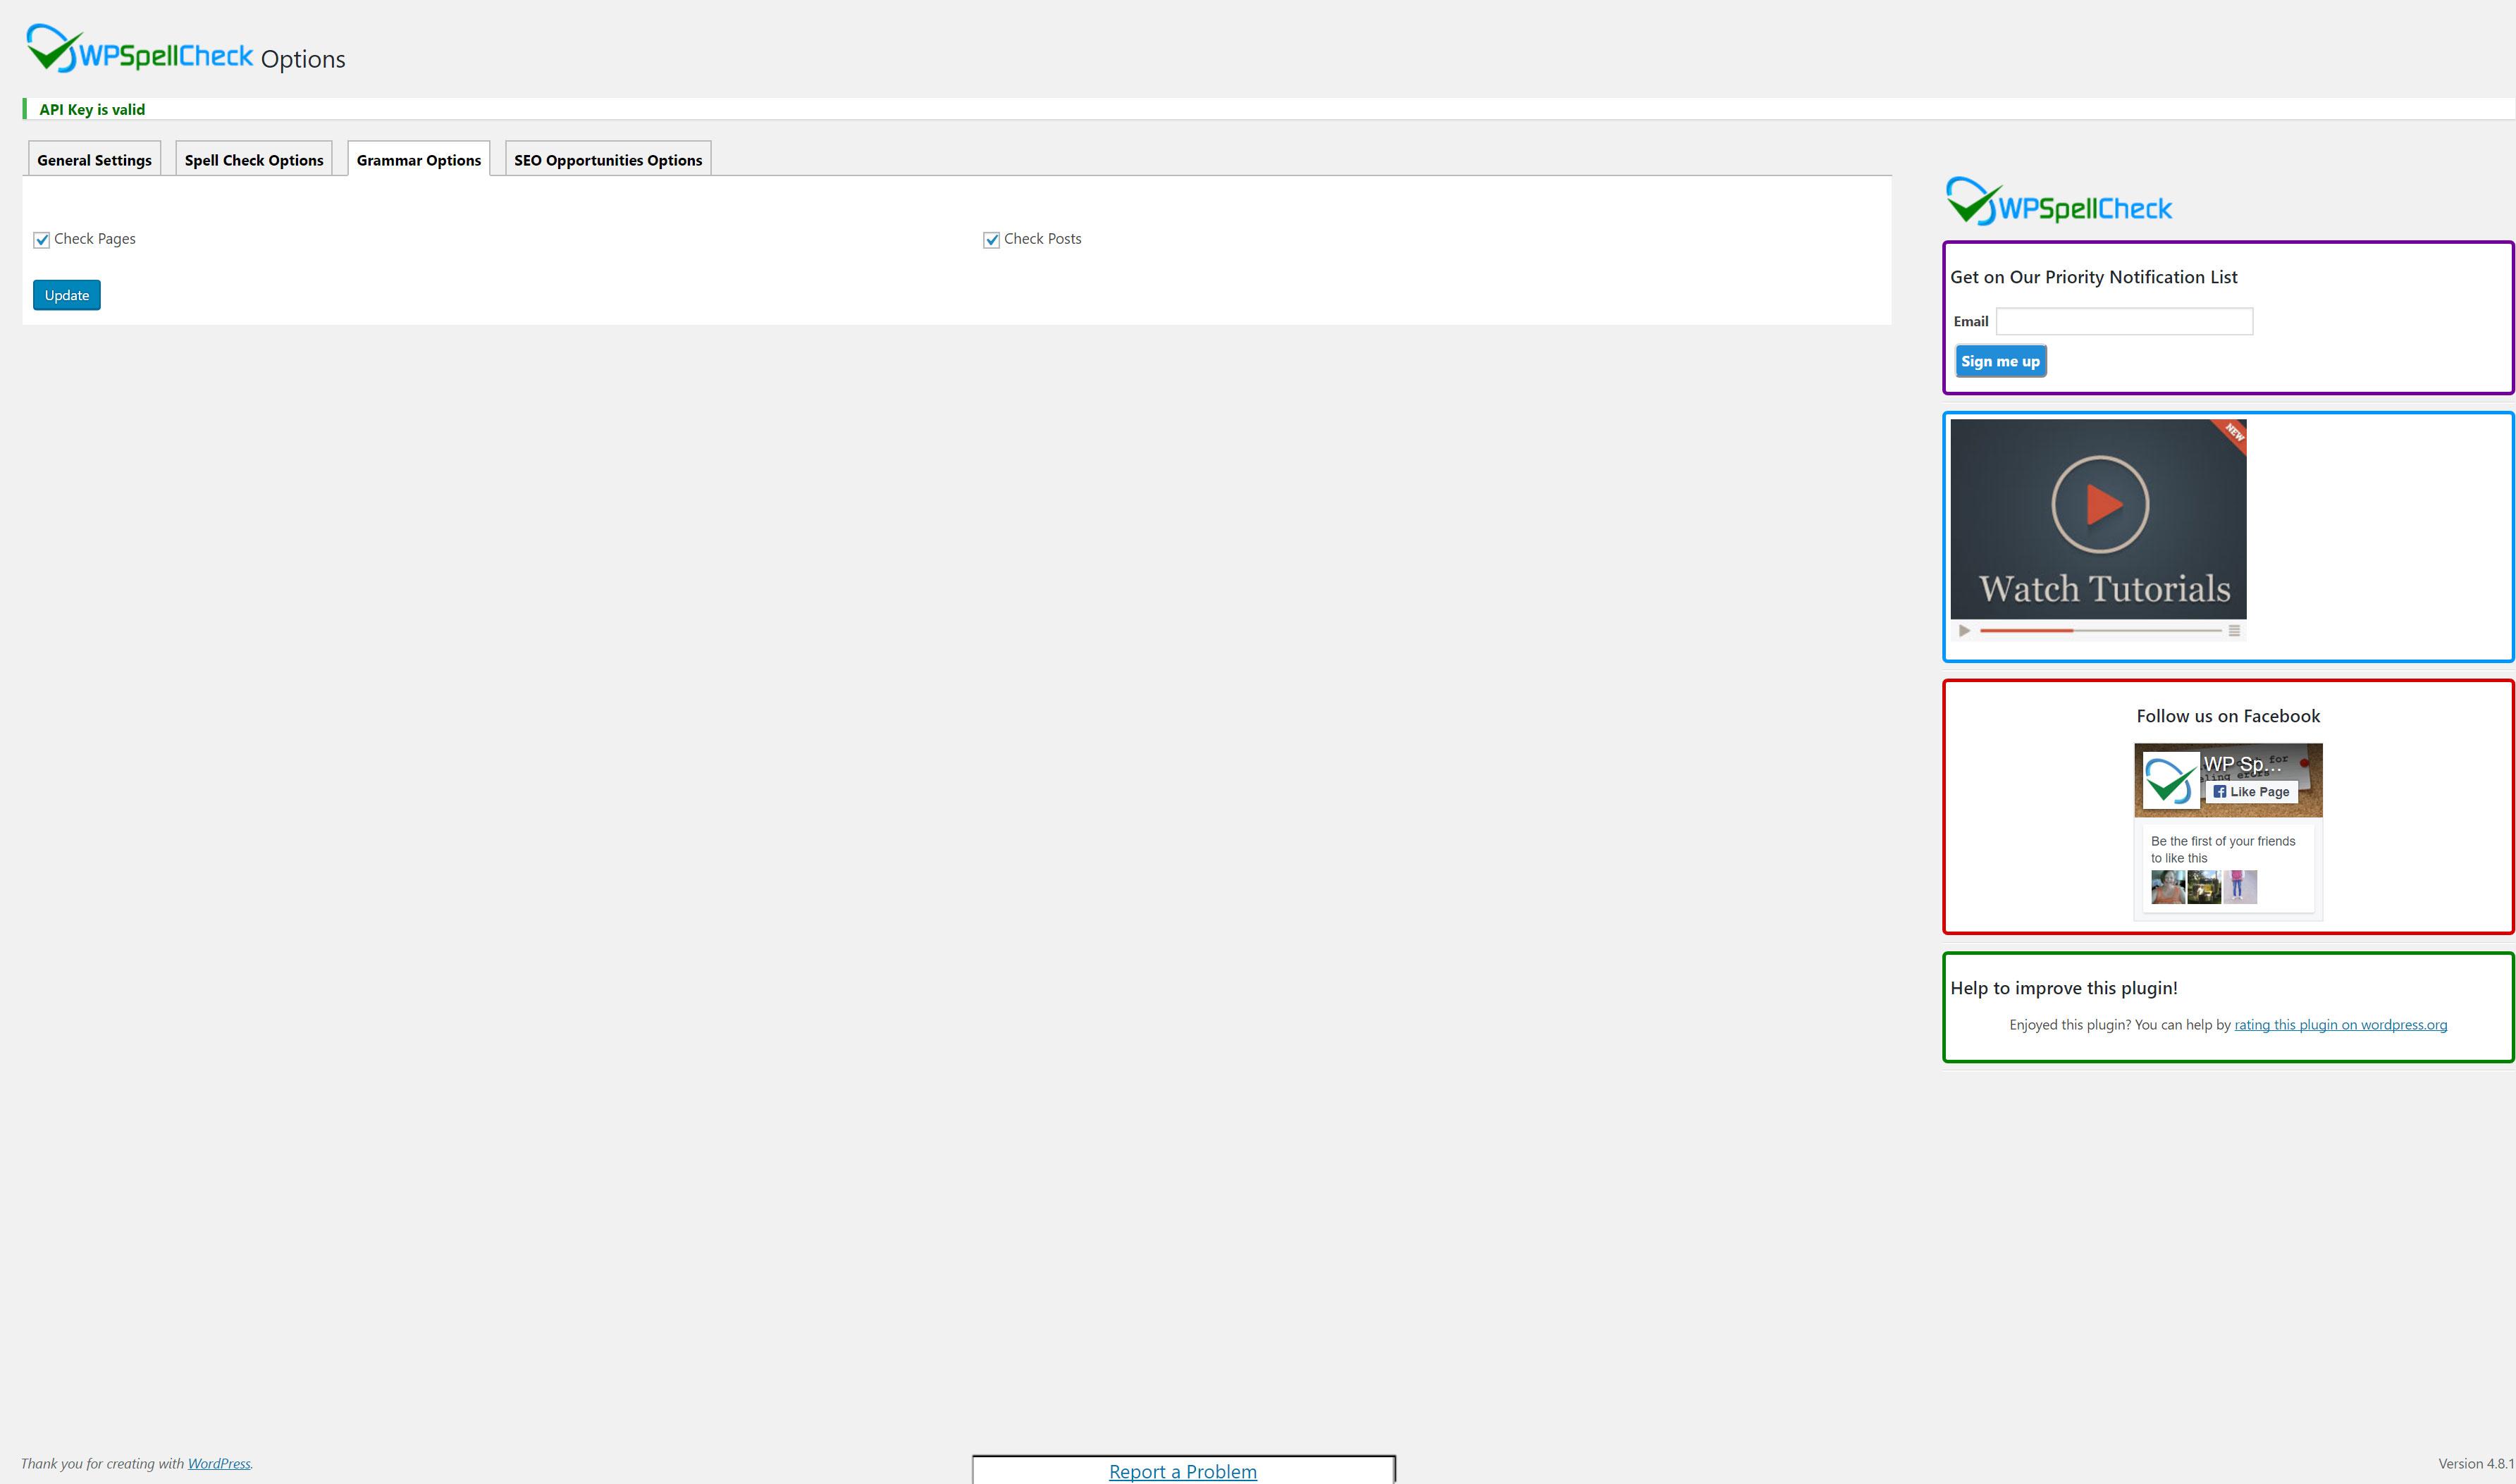 WPSpellCheck Options
API Key is valid
General Settings
Spell Check Options
Grammar Options
SEO Opportunities Options
Check Pages
Check Posts
Update
WPSpellCheck
Get on Our Priority Notification List
Email
Sign me up
NEW
Watch Tutorials
Follow us on Facebook
WP Sp...
for
ling erors
Like Page
Be the first of your friends
to like this
Help to improve this plugin!
Enjoyed this plugin? You can help by rating this plugin on wordpress.org
Thank you for creating with WordPress.
Report a Problem
Version 4.8.1